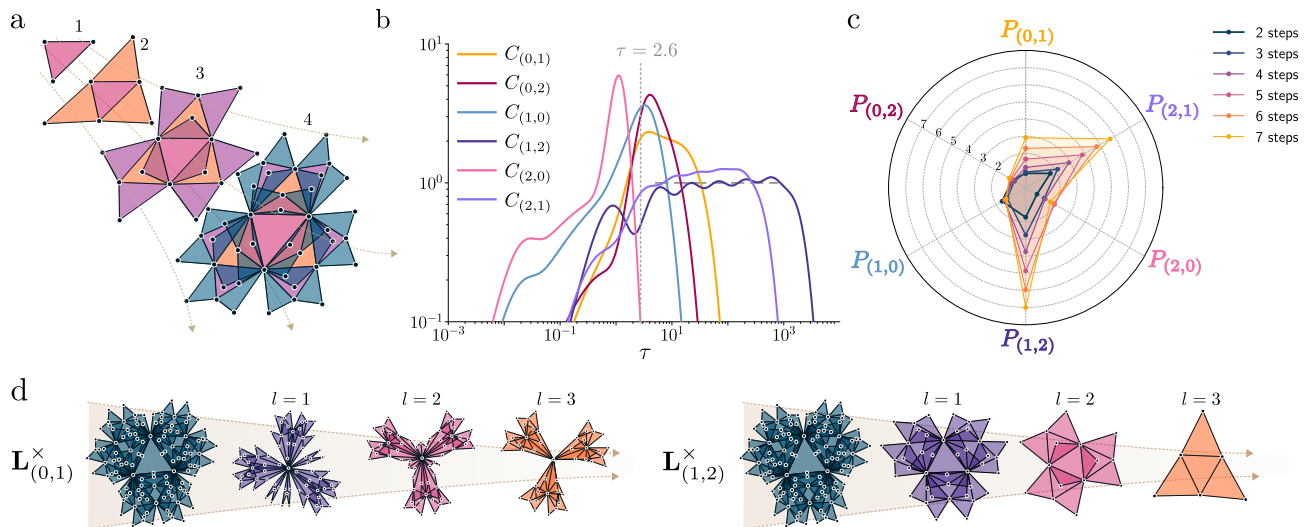 a
1
2
3
4
b
10^1
10^0
10^{-1}
10^{-3}
10^{-1}
10^1
10^3
τ
τ = 2.6
C_{(0,1)}
C_{(0,2)}
C_{(1,0)}
C_{(1,2)}
C_{(2,0)}
C_{(2,1)}
c
P_{(0,1)}
P_{(2,1)}
P_{(2,0)}
P_{(1,2)}
P_{(1,0)}
P_{(0,2)}
7 6 5 4 3 2
2 steps
3 steps
4 steps
5 steps
6 steps
7 steps
d
L^×_{(0,1)}
l = 1
l = 2
l = 3
L^×_{(1,2)}
l = 1
l = 2
l = 3